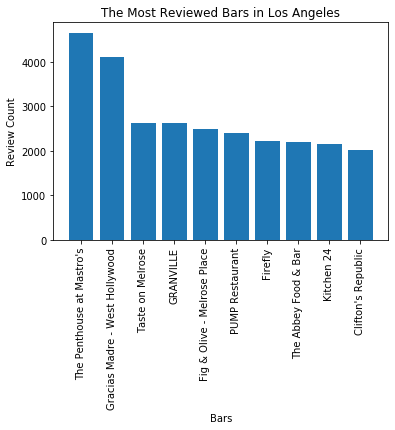 The Most Reviewed Bars in Los Angeles
Review Count
4000
3000
2000
1000
0
The Penthouse at Mastro's
Gracias Madre - West Hollywood
Taste on Melrose
GRANVILLE
Fig & Olive - Melrose Place
PUMP Restaurant
Firefly
The Abbey Food & Bar
Kitchen 24
Clifton's Republic
Bars